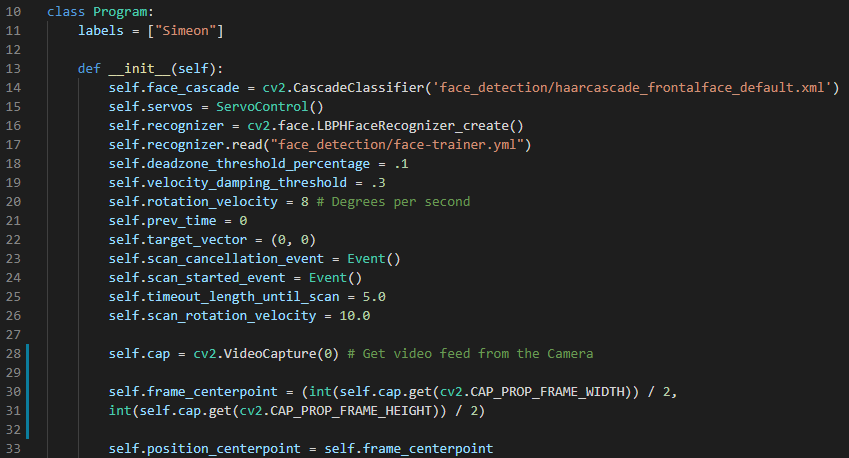 10 class Program:
11     labels = ["Simeon"]
12
13     def __init__(self):
14         self.face_cascade = cv2.CascadeClassifier('face_detection/haarcascade_frontalface_default.xml')
15         self.servos = ServoControl()
16         self.recognizer = cv2.face.LBPHFaceRecognizer_create()
17         self.recognizer.read("face_detection/face-trainer.yml")
18         self.deadzone_threshold_percentage = .1
19         self.velocity_damping_threshold = .3
20         self.rotation_velocity = 8 # Degrees per second
21         self.prev_time = 0
22         self.target_vector = (0, 0)
23         self.scan_cancellation_event = Event()
24         self.scan_started_event = Event()
25         self.timeout_length_until_scan = 5.0
26         self.scan_rotation_velocity = 10.0
27
28         self.cap = cv2.VideoCapture(0) # Get video feed from the Camera
29
30         self.frame_centerpoint = (int(self.cap.get(cv2.CAP_PROP_FRAME_WIDTH)) / 2,
31         int(self.cap.get(cv2.CAP_PROP_FRAME_HEIGHT)) / 2)
32
33         self.position_centerpoint = self.frame_centerpoint